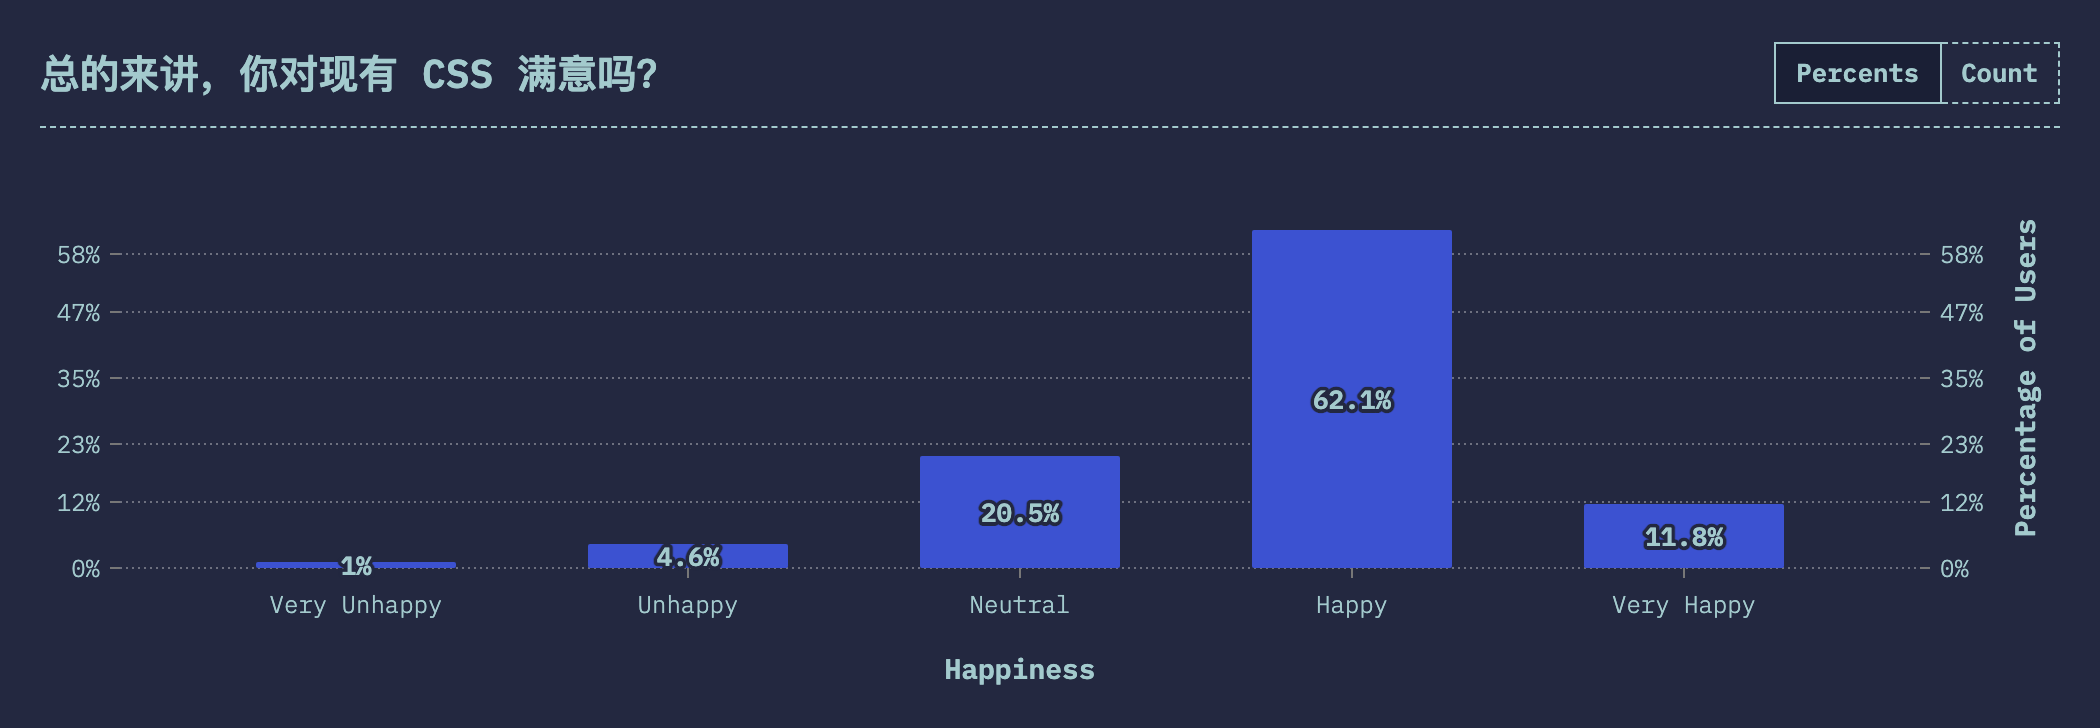 总的来讲，你对现有 CSS 满意吗？
Percents
Count
58%
47%
35%
23%
12%
0%
1%
4.6%
20.5%
62.1%
11.8%
58%
47%
35%
23%
12%
0%
Percentage of Users
Very Unhappy
Unhappy
Neutral
Happy
Very Happy
Happiness